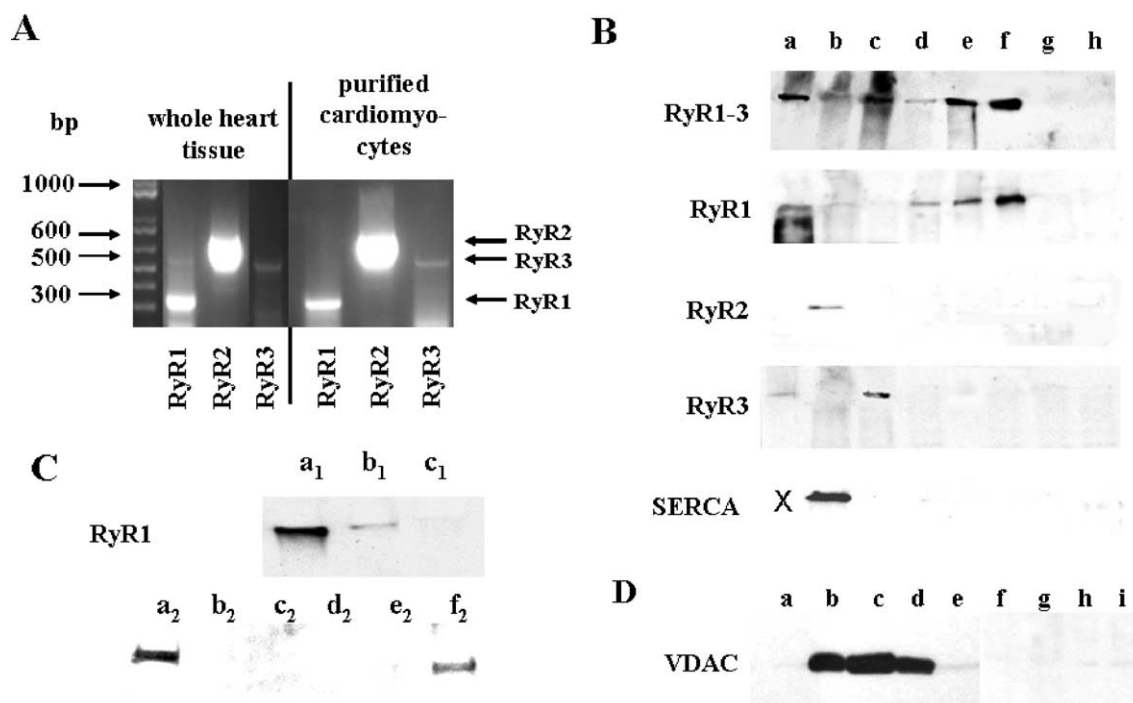 A
bp
whole heart
tissue
purified
cardiomyo-
cytes
1000
600
500
300
RyR2
RyR3
RyR1
RyR1
RyR2
RyR3
RyR1
RyR2
RyR3
B
a b c d e f g h
RyR1-3
RyR1
RyR2
RyR3
SERCA
X
C
a1 b1 c1
RyR1
a2 b2 c2 d2 e2 f2
D
a b c d e f g h i
VDAC